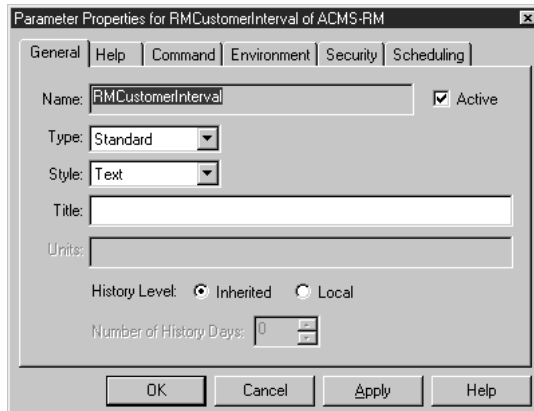 Parameter Properties for RMCustomerInterval of ACMS-RM
General Help Command Environment Security Scheduling
Name: RMCustomerInterval Active
Type: Standard
Style: Text
Title:
Units:
History Level: Inherited Local
Number of History Days: 0
OK Cancel Apply Help